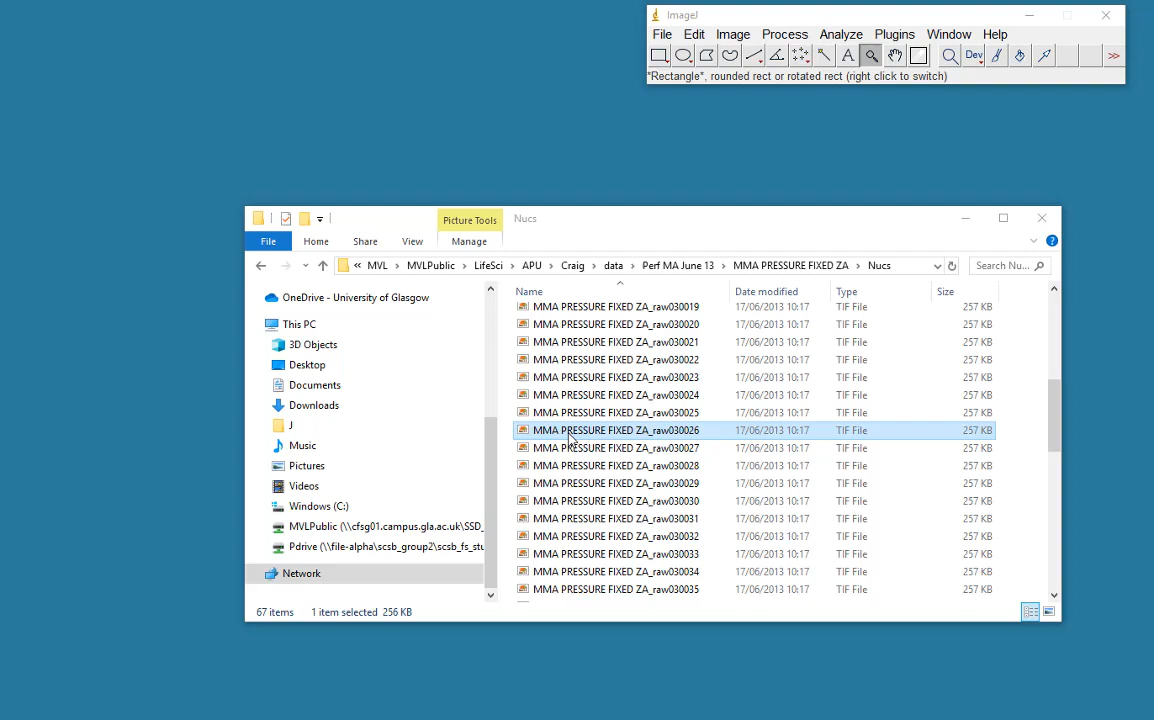 ImageJ
File Edit Image Process Analyze Plugins Window Help
A Dev >>
*Rectangle*, rounded rect or rotated rect (right click to switch)
Picture Tools Nucs
File Home Share View Manage
« MVL > MVLPublic > LifeSci > APU > Craig > data > Perf MA June 13 > MMA PRESSURE FIXED ZA > Nucs Search Nu...
Name Date modified Type Size
OneDrive - University of Glasgow
This PC
3D Objects
Desktop
Documents
Downloads
J
Music
Pictures
Videos
Windows (C:)
MVLPublic (\\cfsg01.campus.gla.ac.uk\SSD_
Pdrive (\\file-alpha\scsb_group2\scsb_fs_stu
Network
MMA PRESSURE FIXED ZA_raw030019 17/06/2013 10:17 TIF File 257 KB
MMA PRESSURE FIXED ZA_raw030020 17/06/2013 10:17 TIF File 257 KB
MMA PRESSURE FIXED ZA_raw030021 17/06/2013 10:17 TIF File 257 KB
MMA PRESSURE FIXED ZA_raw030022 17/06/2013 10:17 TIF File 257 KB
MMA PRESSURE FIXED ZA_raw030023 17/06/2013 10:17 TIF File 257 KB
MMA PRESSURE FIXED ZA_raw030024 17/06/2013 10:17 TIF File 257 KB
MMA PRESSURE FIXED ZA_raw030025 17/06/2013 10:17 TIF File 257 KB
MMA PRESSURE FIXED ZA_raw030026 17/06/2013 10:17 TIF File 257 KB
MMA PRESSURE FIXED ZA_raw030027 17/06/2013 10:17 TIF File 257 KB
MMA PRESSURE FIXED ZA_raw030028 17/06/2013 10:17 TIF File 257 KB
MMA PRESSURE FIXED ZA_raw030029 17/06/2013 10:17 TIF File 257 KB
MMA PRESSURE FIXED ZA_raw030030 17/06/2013 10:17 TIF File 257 KB
MMA PRESSURE FIXED ZA_raw030031 17/06/2013 10:17 TIF File 257 KB
MMA PRESSURE FIXED ZA_raw030032 17/06/2013 10:17 TIF File 257 KB
MMA PRESSURE FIXED ZA_raw030033 17/06/2013 10:17 TIF File 257 KB
MMA PRESSURE FIXED ZA_raw030034 17/06/2013 10:17 TIF File 257 KB
MMA PRESSURE FIXED ZA_raw030035 17/06/2013 10:17 TIF File 257 KB
67 items 1 item selected 256 KB